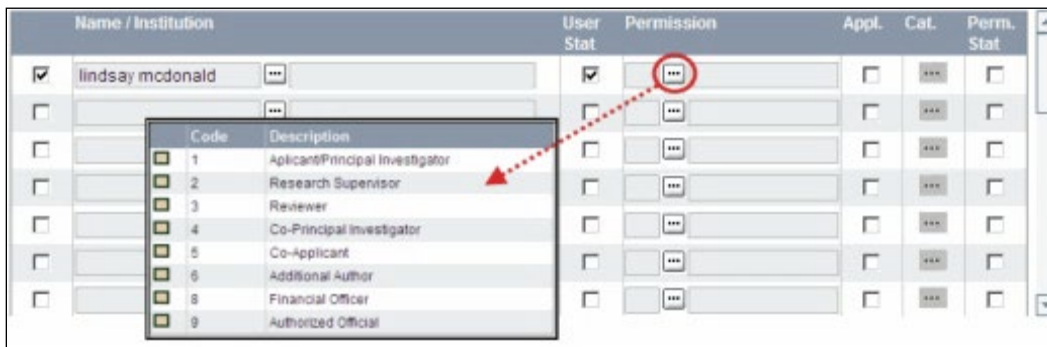 Name / Institution User Stat Permission Appl. Cat. Perm. Stat
lindsay mcdonald
Code Description
1 Aplicant/Principal Investigator
2 Research Supervisor
3 Reviewer
4 Co-Principal Investigator
5 Co-Applicant
6 Additional Author
8 Financial Officer
9 Authorized Official